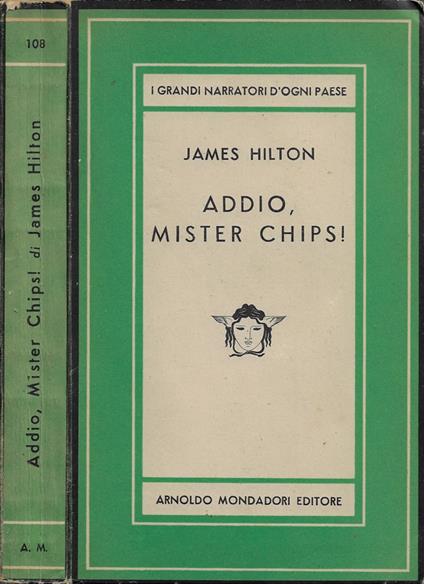 108
Addio, Mister Chips! di James Hilton
A. M.
I GRANDI NARRATORI D'OGNI PAESE
JAMES HILTON
ADDIO,
MISTER CHIPS!
ARNOLDO MONDADORI EDITORE